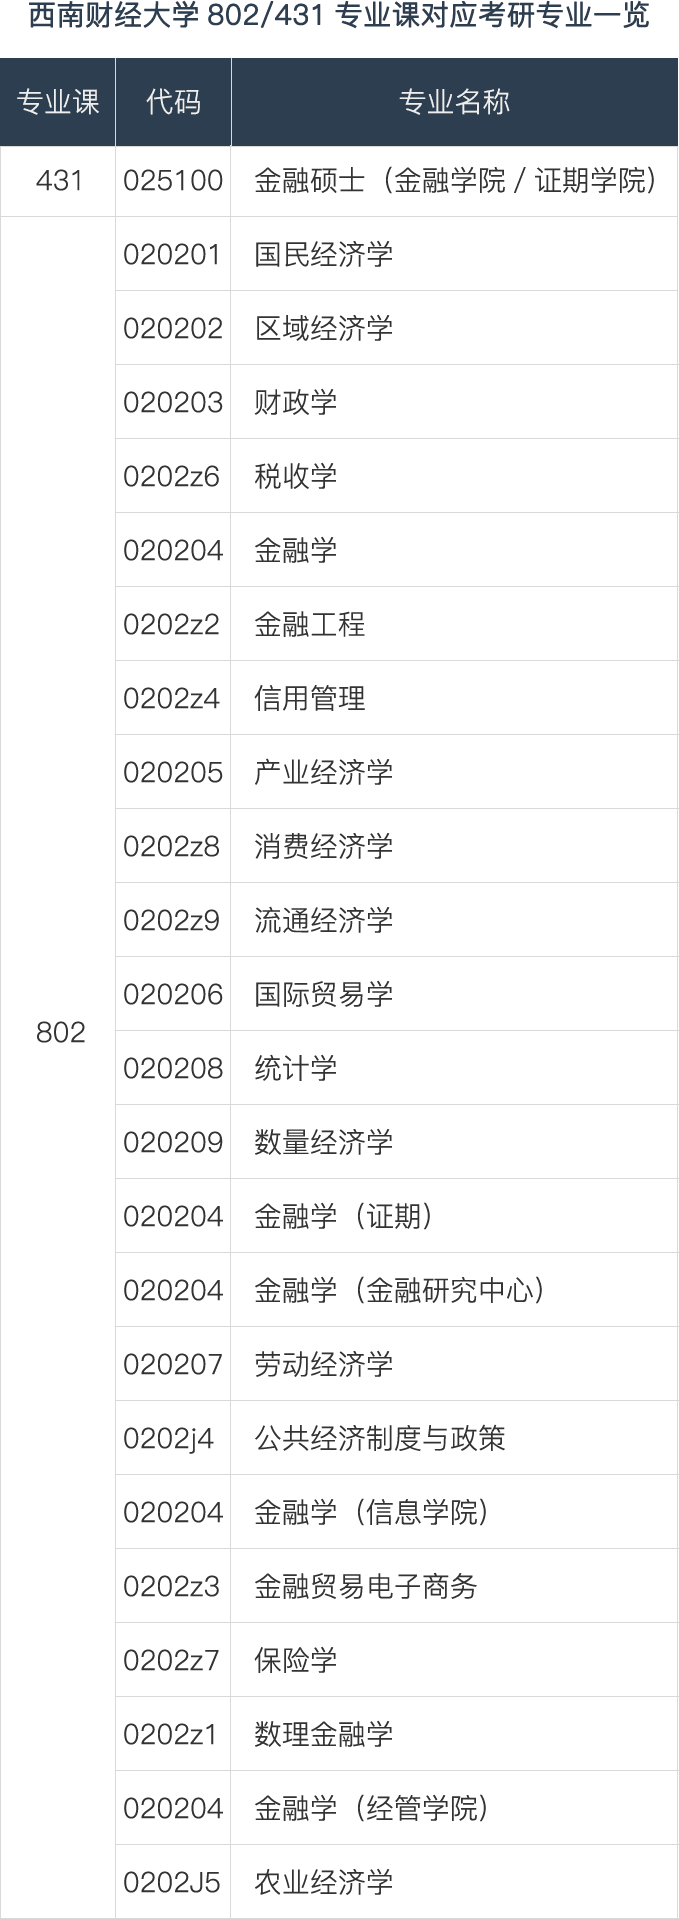 西南财经大学 802/431 专业课对应考研专业一览
专业课 代码 专业名称
431 025100 金融硕士（金融学院 / 证期学院）
020201 国民经济学
020202 区域经济学
020203 财政学
0202z6 税收学
020204 金融学
0202z2 金融工程
0202z4 信用管理
020205 产业经济学
0202z8 消费经济学
0202z9 流通经济学
020206 国际贸易学
802
020208 统计学
020209 数量经济学
020204 金融学（证期）
020204 金融学（金融研究中心）
020207 劳动经济学
0202j4 公共经济制度与政策
020204 金融学（信息学院）
0202z3 金融贸易电子商务
0202z7 保险学
0202z1 数理金融学
020204 金融学（经管学院）
0202J5 农业经济学